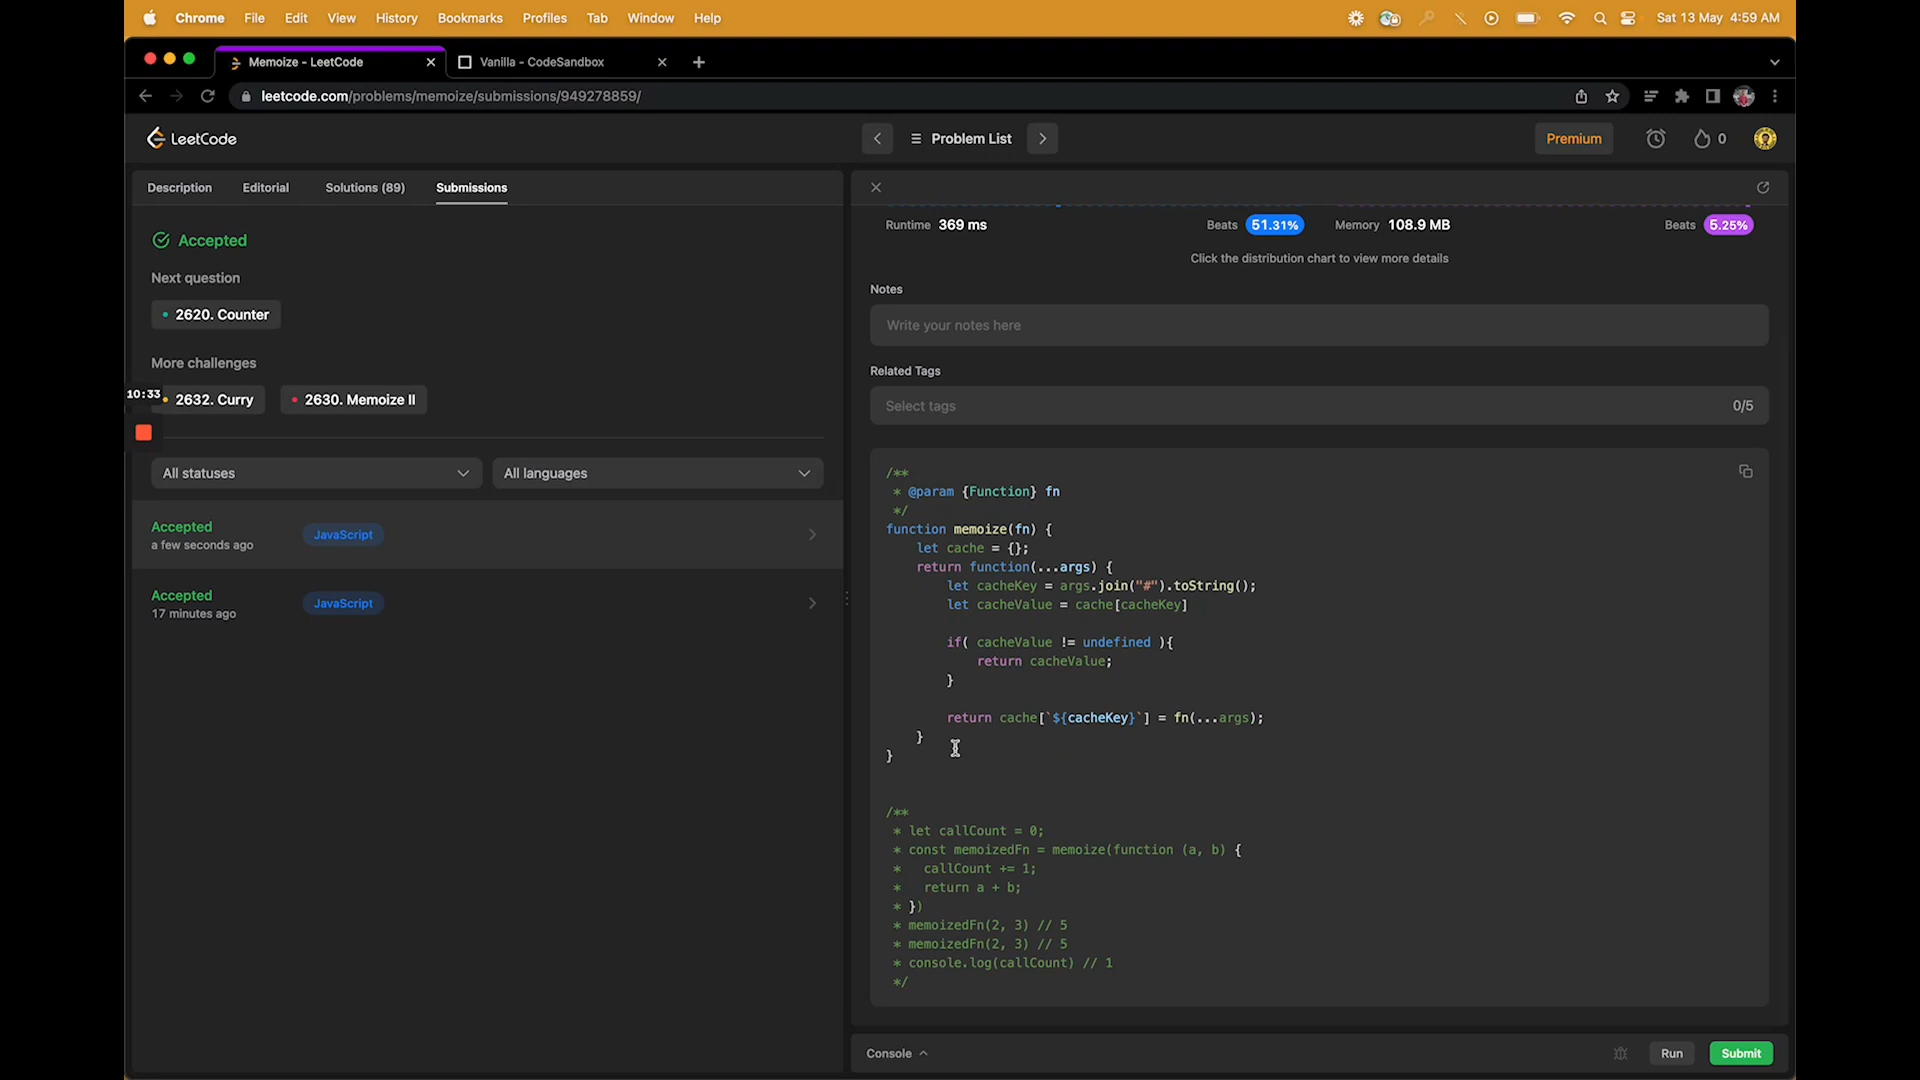 Chrome File Edit View History Bookmarks Profiles Tab Window Help Sat 13 May 4:59 AM
Memoize - LeetCode Vanilla - CodeSandbox
leetcode.com/problems/memoize/submissions/949278859/
LeetCode Problem List Premium 0
Description Editorial Solutions (89) Submissions
Accepted
Next question
2620. Counter
More challenges
10:33
2632. Curry 2630. Memoize II
All statuses All languages
Accepted JavaScript
a few seconds ago
Accepted JavaScript
17 minutes ago
Runtime 369 ms Beats 51.31% Memory 108.9 MB Beats 5.25%
Click the distribution chart to view more details
Notes
Write your notes here
Related Tags
Select tags 0/5
/**
* @param {Function} fn
*/
function memoize(fn) {
let cache = {};
return function(...args) {
let cacheKey = args.join("#").toString();
let cacheValue = cache[cacheKey]
if( cacheValue != undefined ){
return cacheValue;
}
return cache[`${cacheKey}`] = fn(...args);
}
}
/**
* let callCount = 0;
* const memoizedFn = memoize(function (a, b) {
* callCount += 1;
* return a + b;
* })
* memoizedFn(2, 3) // 5
* memoizedFn(2, 3) // 5
* console.log(callCount) // 1
*/
Console Run Submit